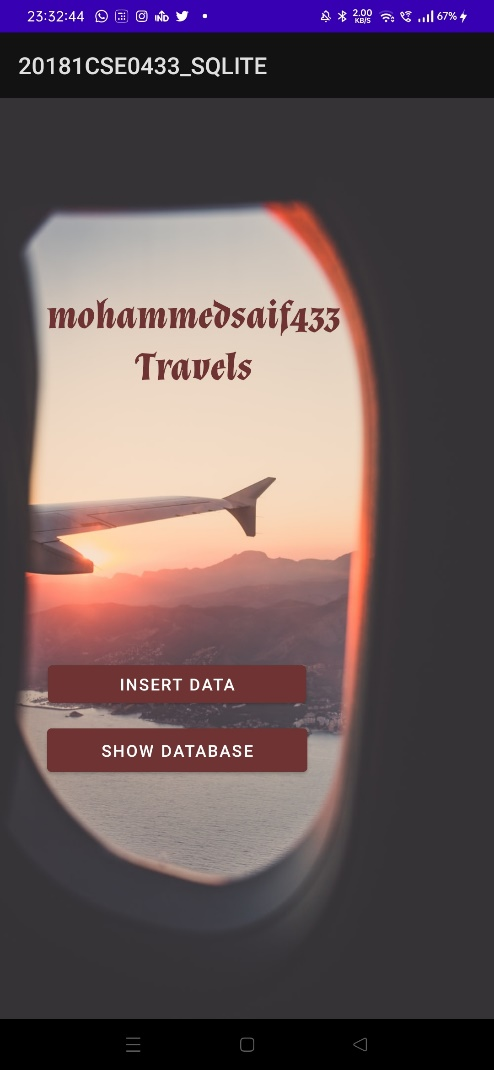 23:32:44
2.00
KB/S
67%
20181CSE0433_SQLITE
mohammedsaif433
Travels
INSERT DATA
SHOW DATABASE